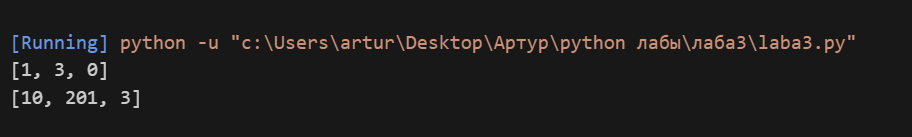 [Running] python -u "c:\Users\artur\Desktop\Артур\python лабы\лаба3\laba3.py"
[1, 3, 0]
[10, 201, 3]